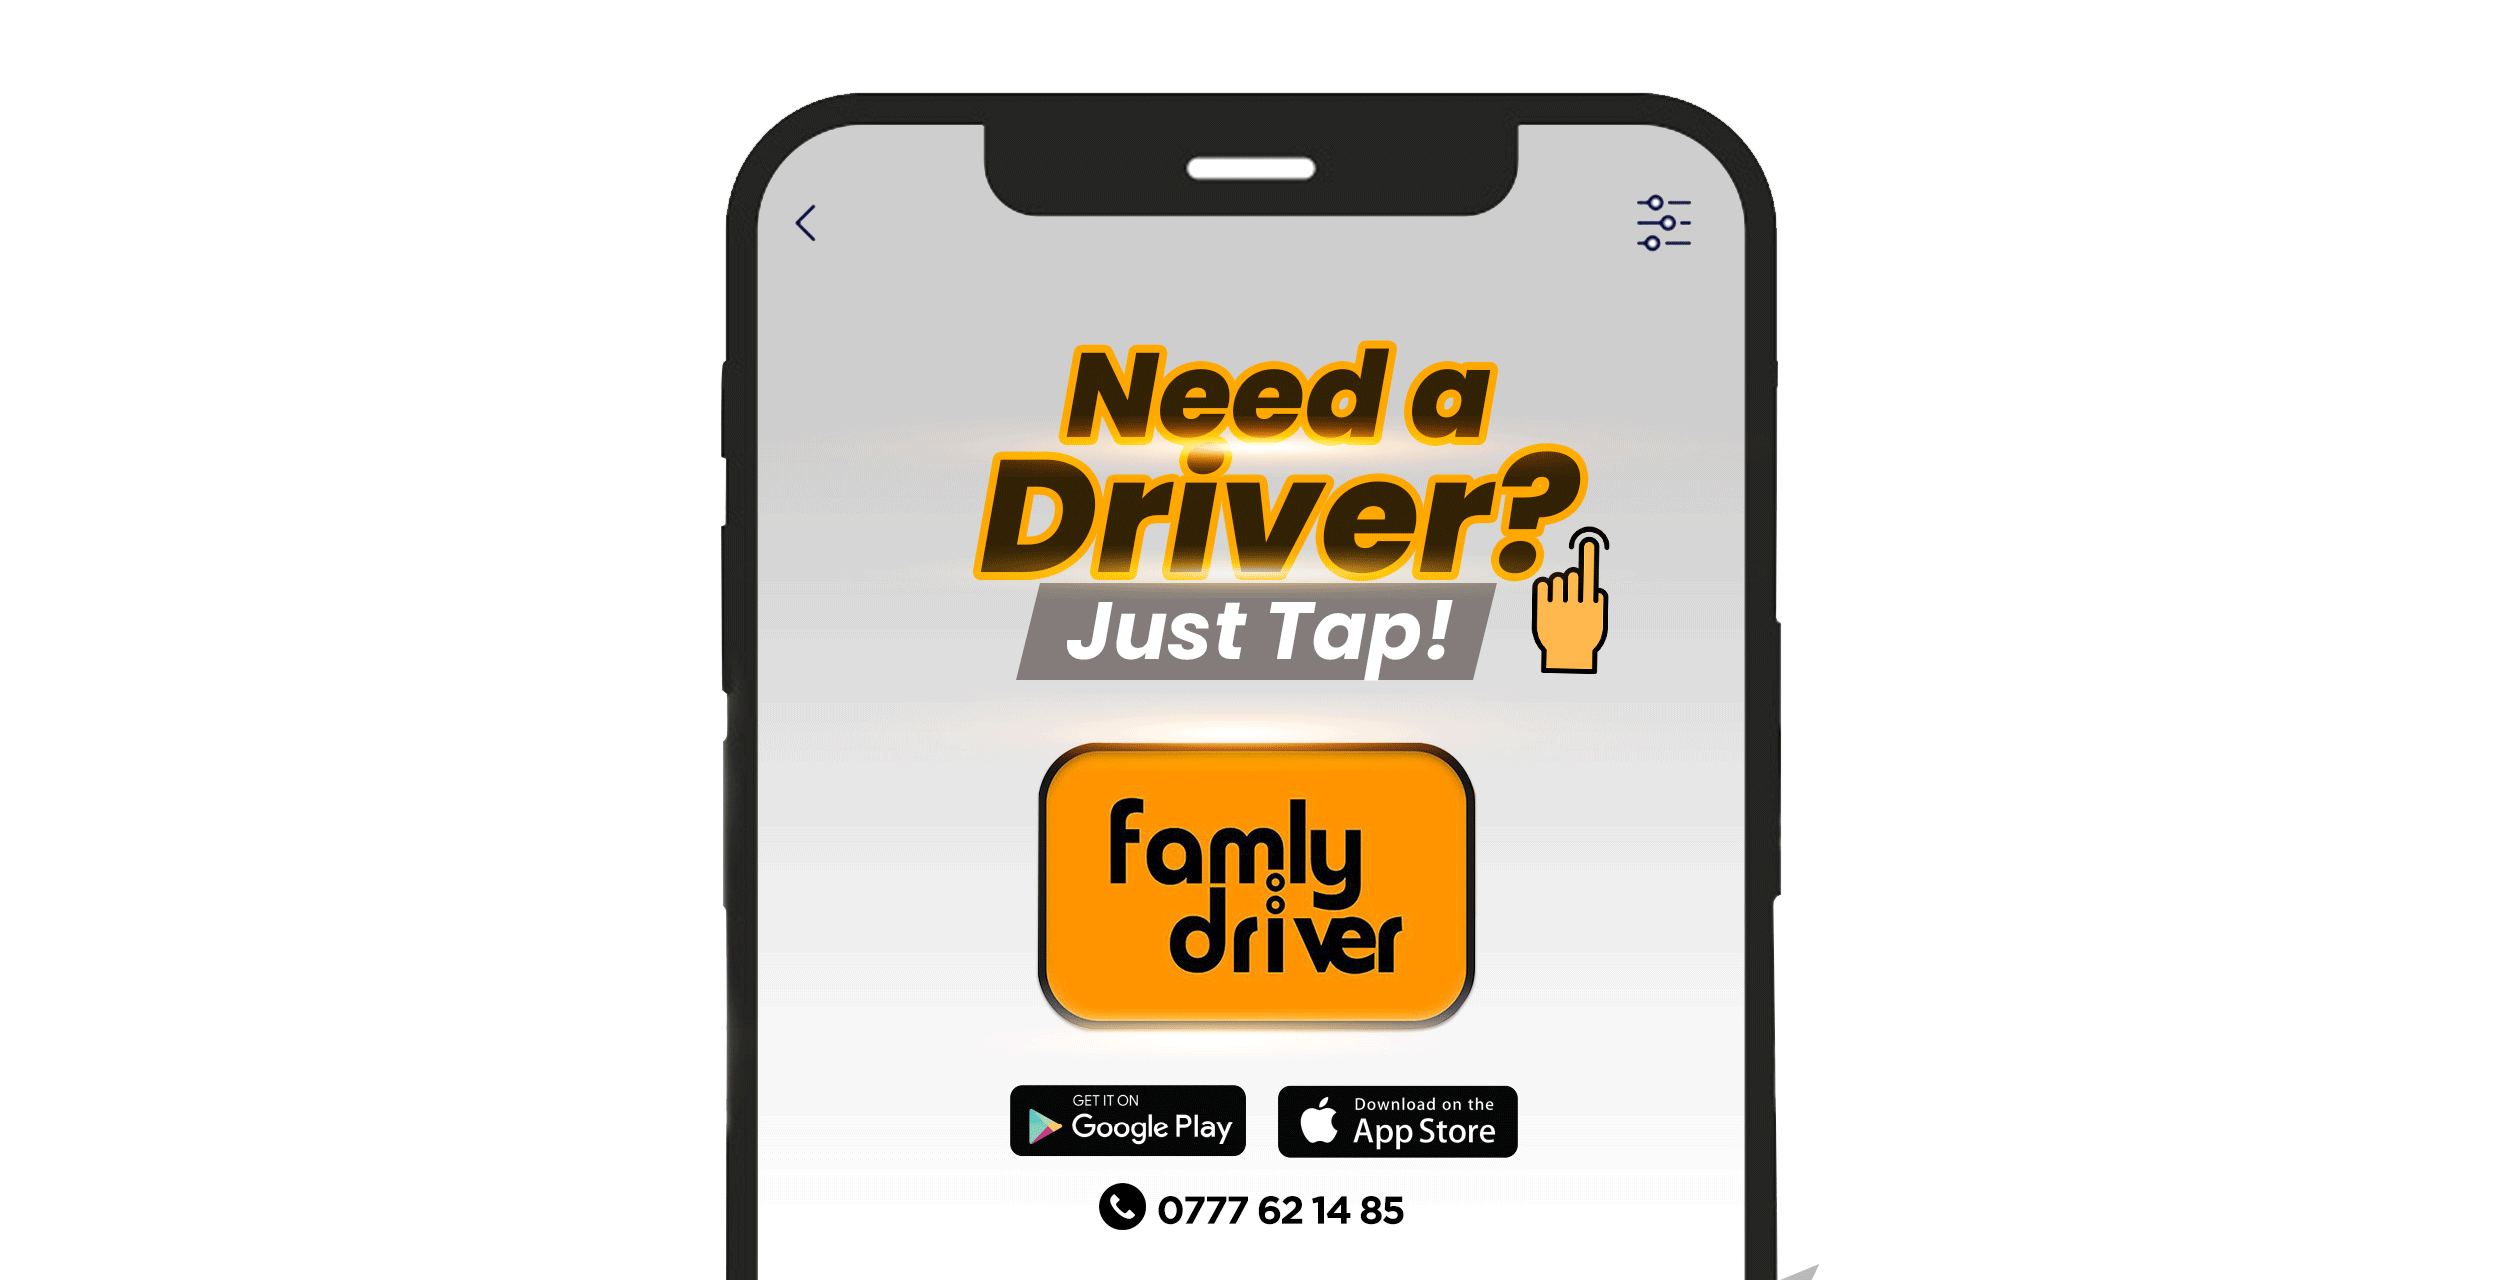 Need a
Driver?
Just Tap!
famly
driver
GET IT ON
Google Play
Download on the
App Store
0777 62 14 85